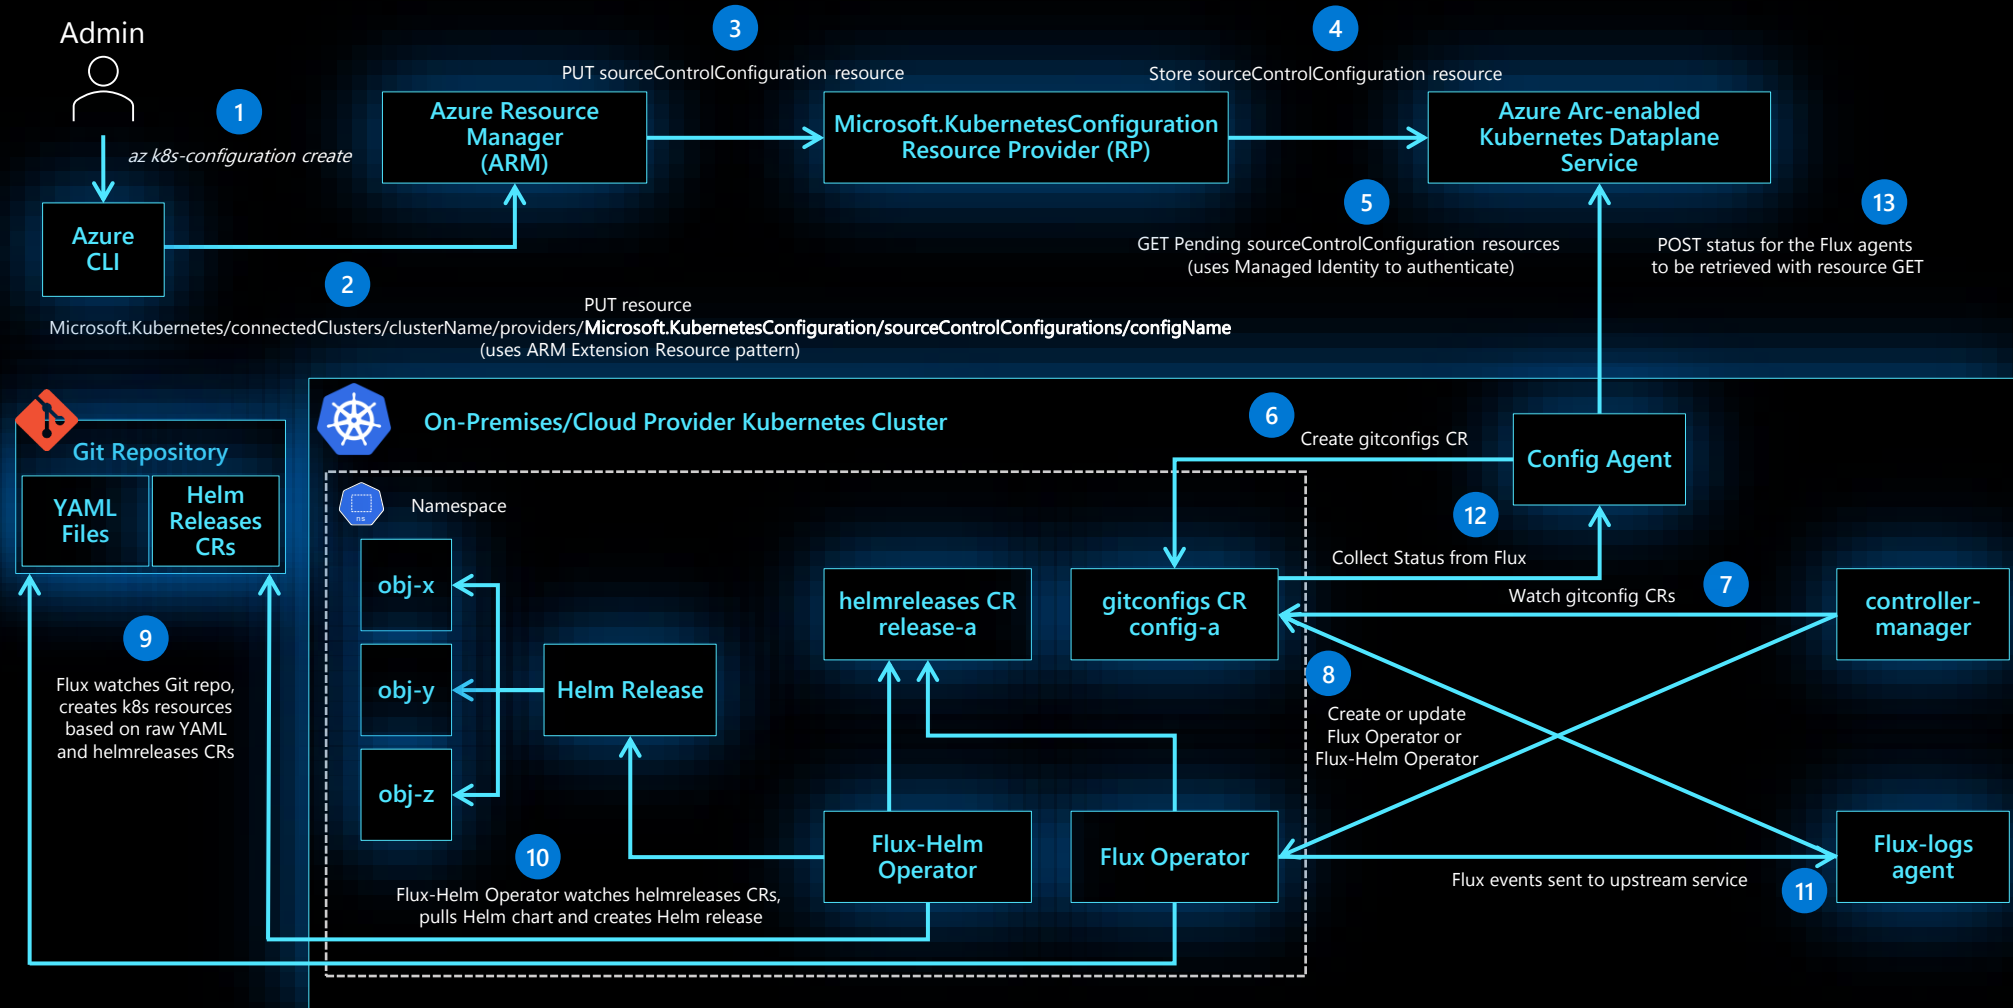 Admin
1
az k8s-configuration create
Azure
CLI
2
PUT resource
Microsoft.Kubernetes/connectedClusters/clusterName/providers/Microsoft.KubernetesConfiguration/sourceControlConfigurations/configName
(uses ARM Extension Resource pattern)
Azure Resource
Manager
(ARM)
3
PUT sourceControlConfiguration resource
Microsoft.KubernetesConfiguration
Resource Provider (RP)
4
Store sourceControlConfiguration resource
Azure Arc-enabled
Kubernetes Dataplane
Service
5
GET Pending sourceControlConfiguration resources
(uses Managed Identity to authenticate)
13
POST status for the Flux agents
to be retrieved with resource GET
Git Repository
YAML
Files
Helm
Releases
CRs
On-Premises/Cloud Provider Kubernetes Cluster
6
Create gitconfigs CR
Config Agent
ns
Namespace
12
Collect Status from Flux
7
Watch gitconfig CRs
controller-
manager
obj-x
obj-y
obj-z
Helm Release
helmreleases CR
release-a
gitconfigs CR
config-a
8
Create or update
Flux Operator or
Flux-Helm Operator
9
Flux watches Git repo,
creates k8s resources
based on raw YAML
and helmreleases CRs
10
Flux-Helm Operator watches helmreleases CRs,
pulls Helm chart and creates Helm release
Flux-Helm
Operator
Flux Operator
Flux events sent to upstream service
11
Flux-logs
agent